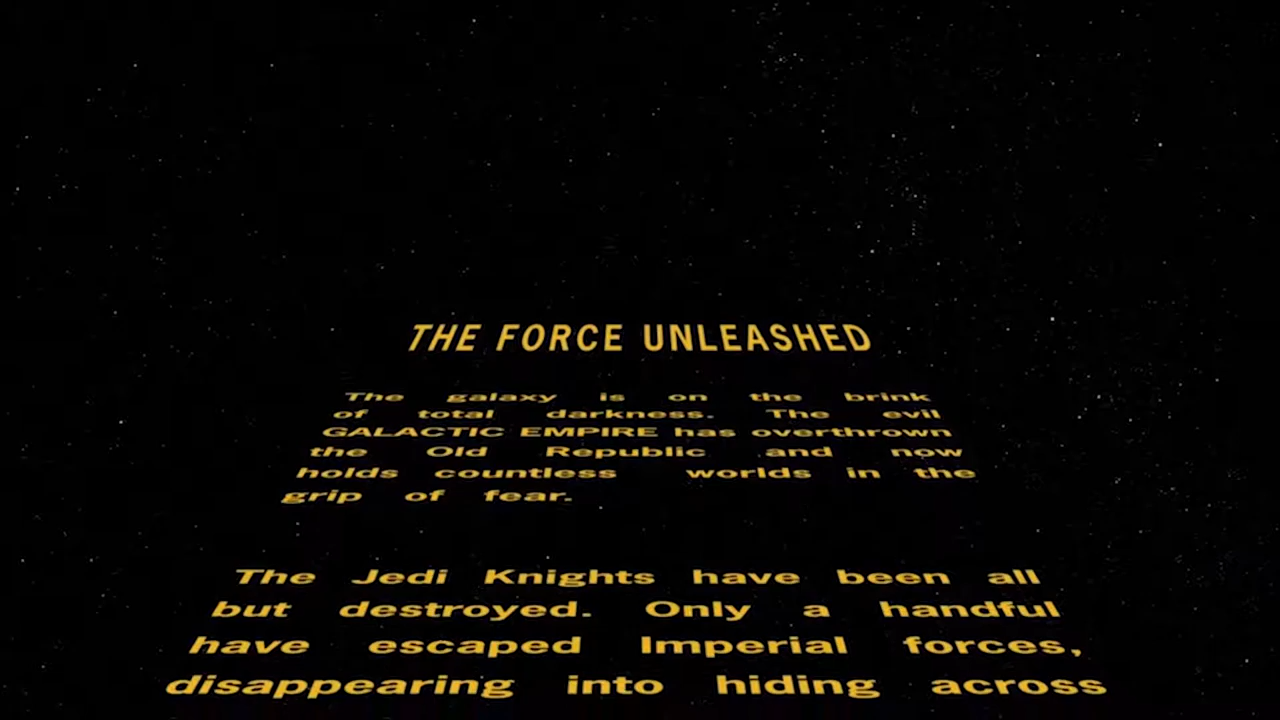 THE FORCE UNLEASHED
The galaxy is on the brink
of total darkness. The evil
GALACTIC EMPIRE has overthrown
the Old Republic and now
holds countless worlds in the
grip of fear.
The Jedi Knights have been all
but destroyed. Only a handful
have escaped Imperial forces,
disappearing into hiding across